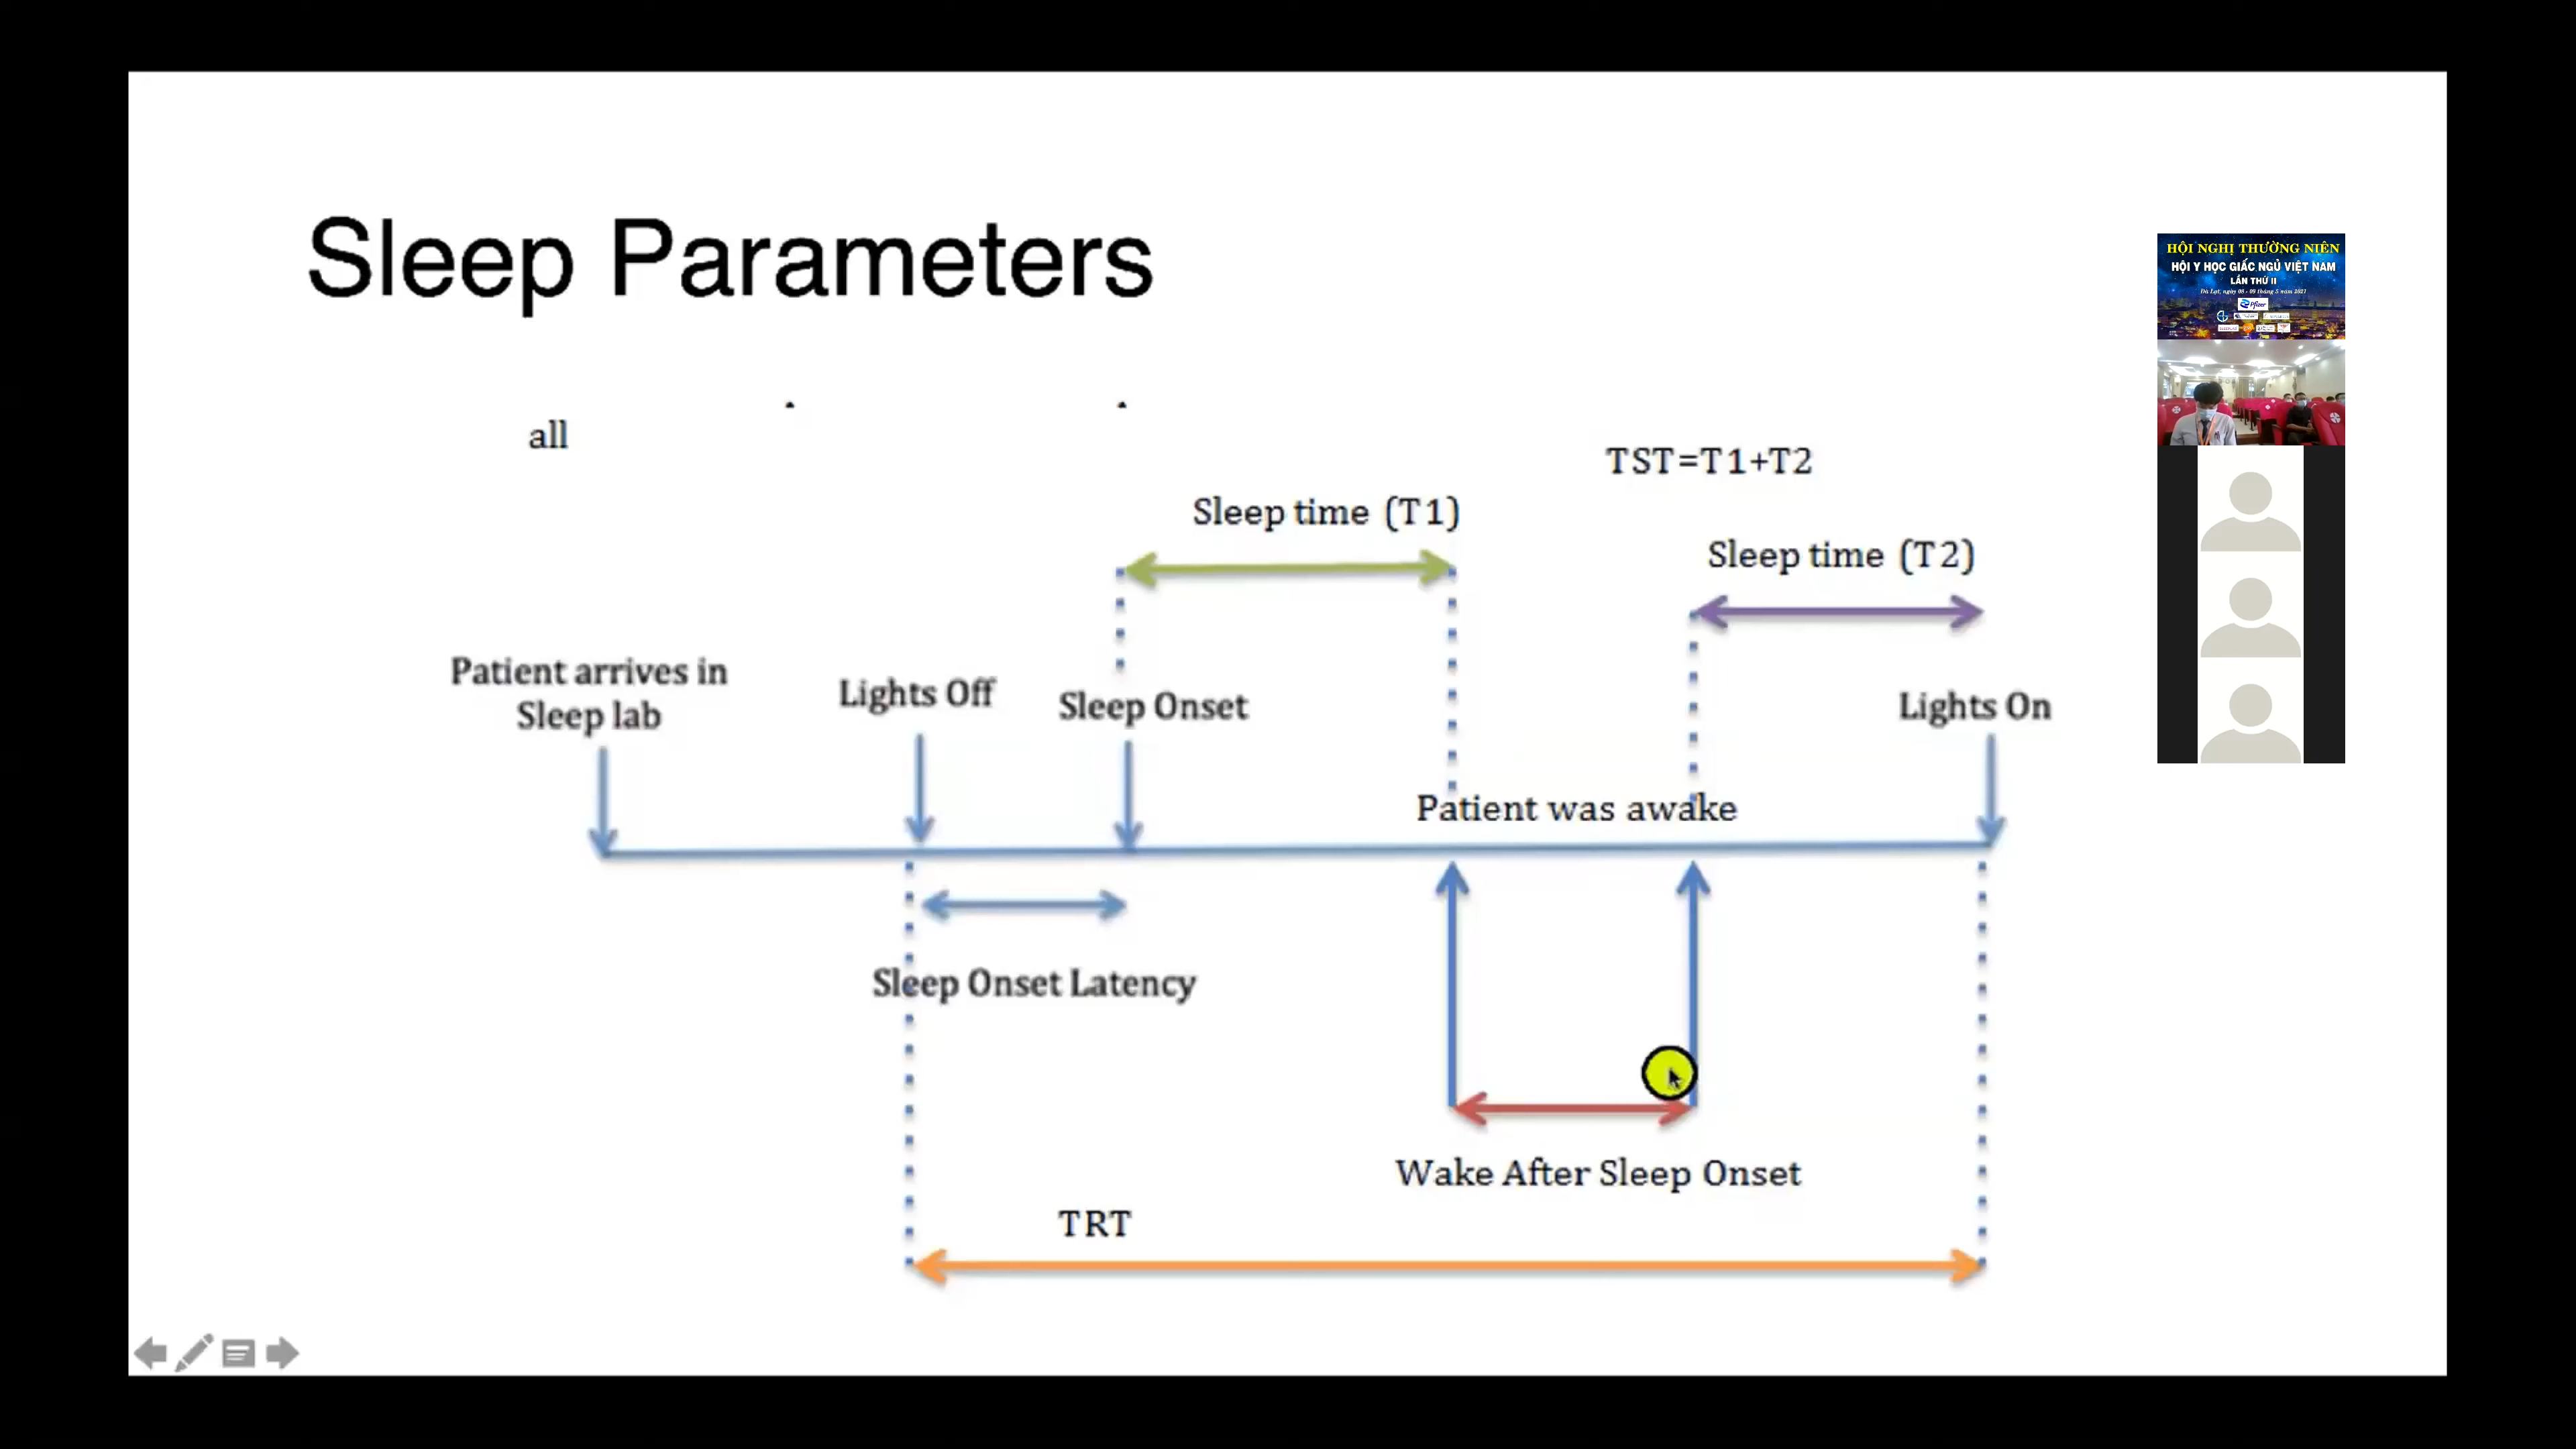 Sleep Parameters
all
TST=T1+T2
Sleep time (T1)
Sleep time (T2)
Patient arrives in
Sleep lab
Lights Off
Sleep Onset
Lights On
Patient was awake
Sleep Onset Latency
Wake After Sleep Onset
TRT
HỘI NGHỊ THƯỜNG NIÊN
HỘI Y HỌC GIẤC NGỦ VIỆT NAM
LẦN THỨ II
Pfizer